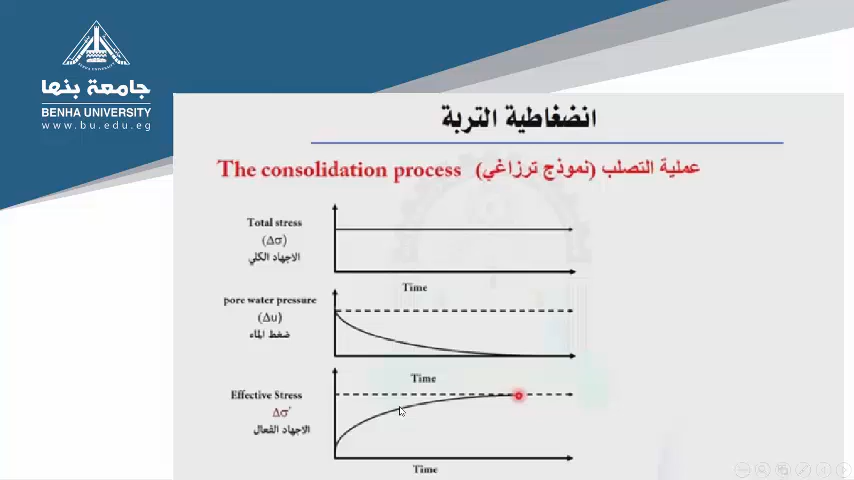 جامعة بنها
BENHA UNIVERSITY
www.bu.edu.eg
انضغاطية التربة
The consolidation process (نموذج ترزاغي) عملية التصلب
Total stress
(Δσ)
الاجهاد الكلي
Time
pore water pressure
(Δu)
ضغط الماء
Time
Effective Stress
Δσ'
الاجهاد الفعال
Time